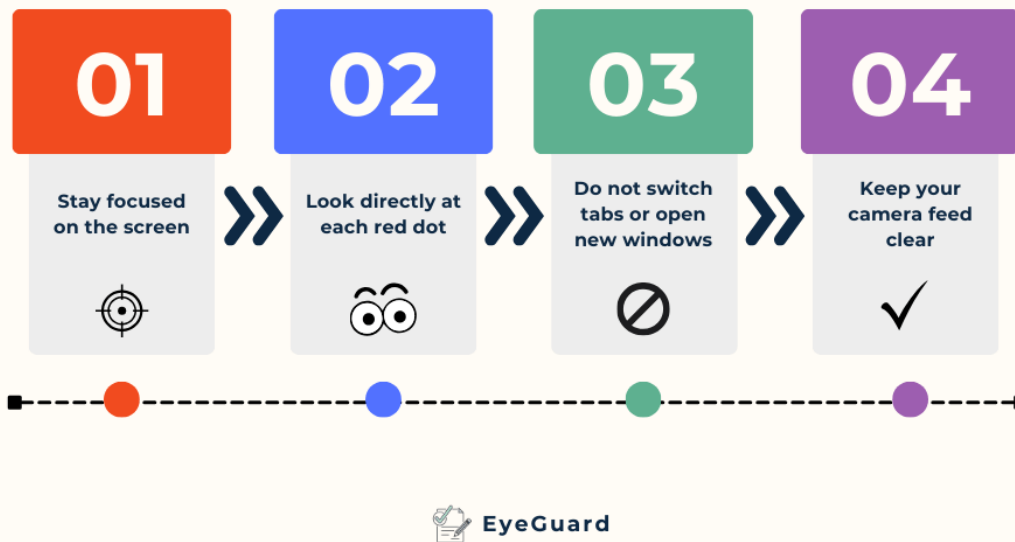 01
Stay focused
on the screen
02
Look directly at
each red dot
03
Do not switch
tabs or open
new windows
04
Keep your
camera feed
clear
EyeGuard